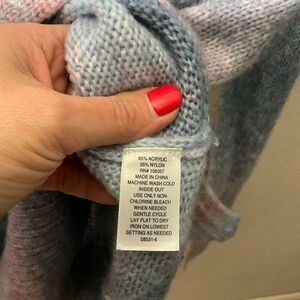 65% ACRYLIC
35% NYLON
RN# 108357
MADE IN CHINA
MACHINE WASH COLD
INSIDE OUT
USE ONLY NON-
CHLORINE BLEACH
WHEN NEEDED
GENTLE CYCLE
LAY FLAT TO DRY
IRON ON LOWEST
SETTING AS NEEDED
08531-6